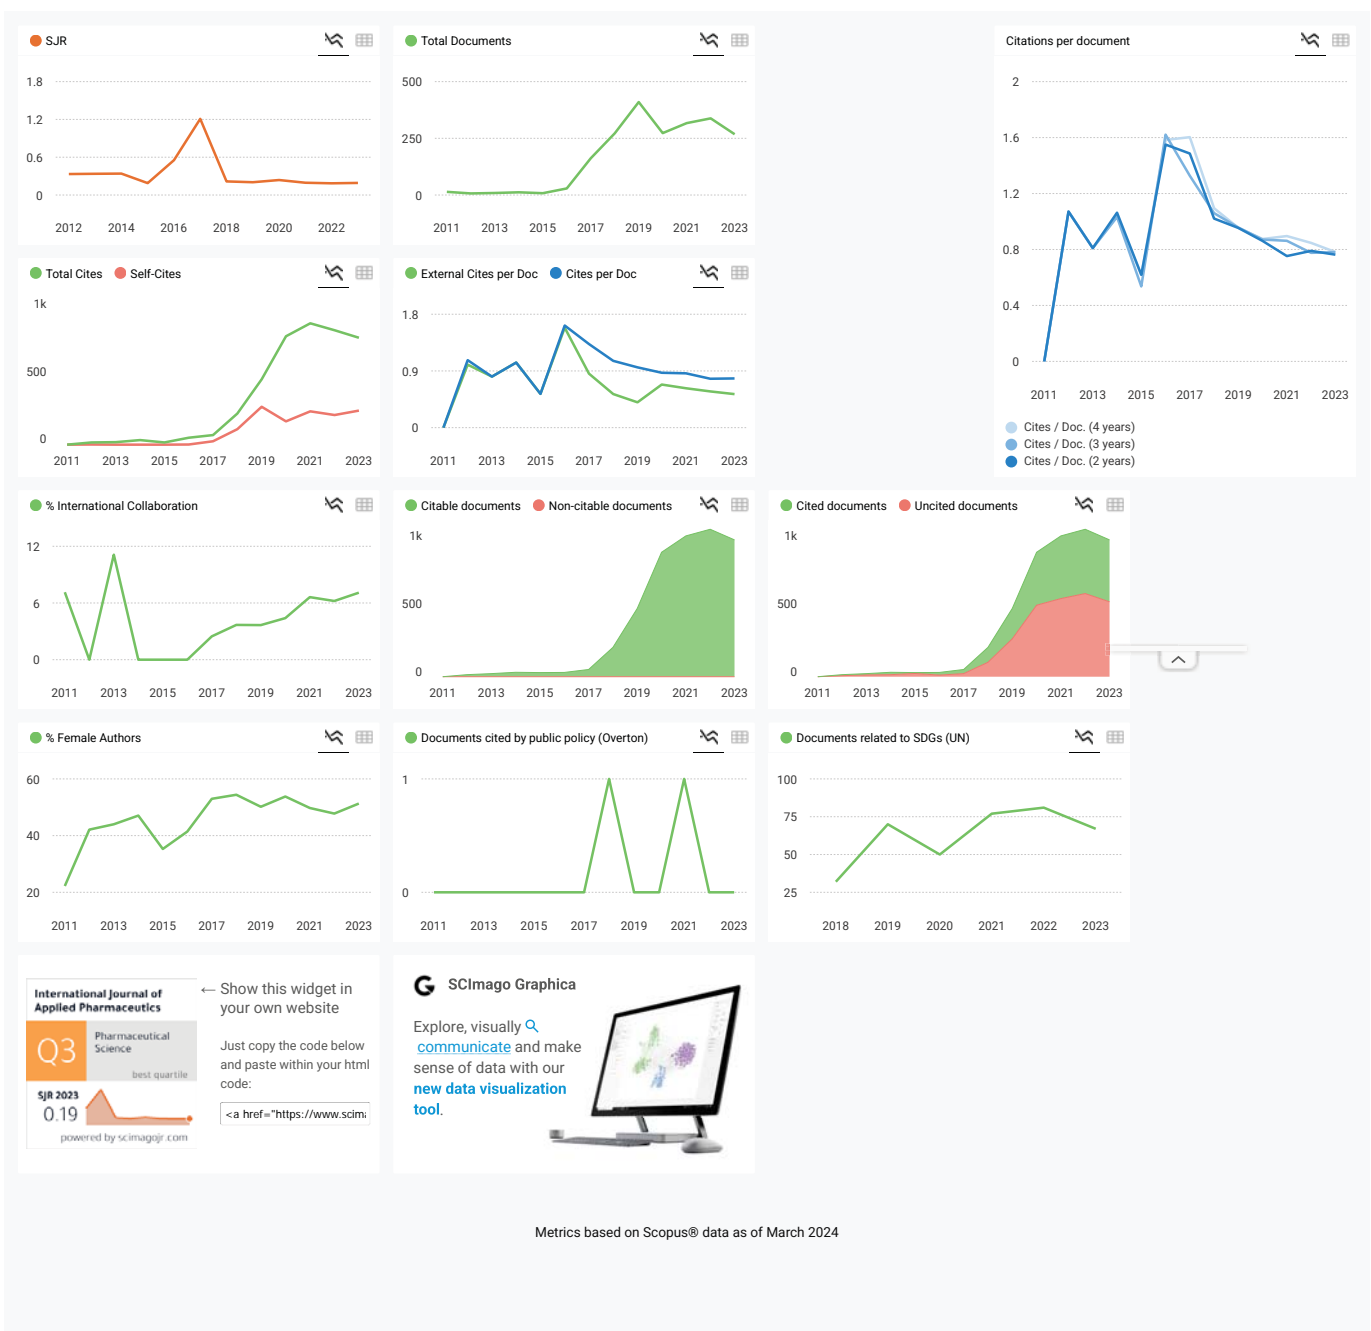 SJR
1.8
1.2
0.6
0
2012 2014 2016 2018 2020 2022
Total Documents
500
250
0
2011 2013 2015 2017 2019 2021 2023
Citations per document
2
1.6
1.2
0.8
0.4
0
2011 2013 2015 2017 2019 2021 2023
Cites / Doc. (4 years)
Cites / Doc. (3 years)
Cites / Doc. (2 years)
Total Cites Self-Cites
1k
500
0
2011 2013 2015 2017 2019 2021 2023
External Cites per Doc Cites per Doc
1.8
0.9
0
2011 2013 2015 2017 2019 2021 2023
% International Collaboration
12
6
0
2011 2013 2015 2017 2019 2021 2023
Citable documents Non-citable documents
1k
500
0
2011 2013 2015 2017 2019 2021 2023
Cited documents Uncited documents
1k
500
0
2011 2013 2015 2017 2019 2021 2023
% Female Authors
60
40
20
2011 2013 2015 2017 2019 2021 2023
Documents cited by public policy (Overton)
1
0
2011 2013 2015 2017 2019 2021 2023
Documents related to SDGs (UN)
100
75
50
25
2018 2019 2020 2021 2022 2023
International Journal of
Applied Pharmaceutics
Q3
Pharmaceutical
Science
best quartile
SJR 2023
0.19
powered by scimagojr.com
← Show this widget in
your own website
Just copy the code below
and paste within your html
code:
<a href="https://www.scima
SCImago Graphica
Explore, visually
communicate and make
sense of data with our
new data visualization
tool.
Metrics based on Scopus® data as of March 2024